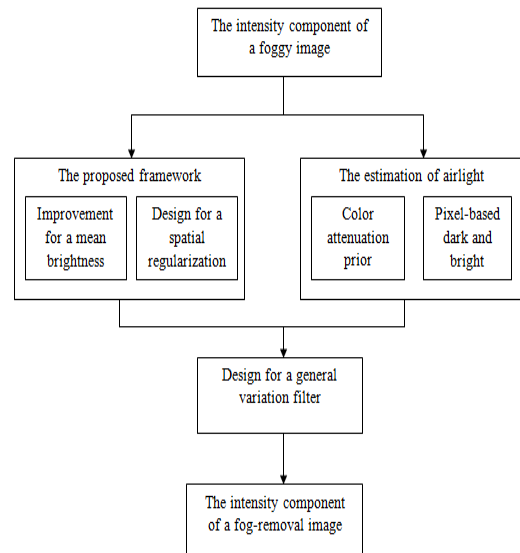 The intensity component of
a foggy image
The proposed framework
Improvement
for a mean
brightness
Design for a
spatial
regularization
The estimation of airlight
Color
attenuation
prior
Pixel-based
dark and
bright
Design for a general
variation filter
The intensity component
of a fog-removal image